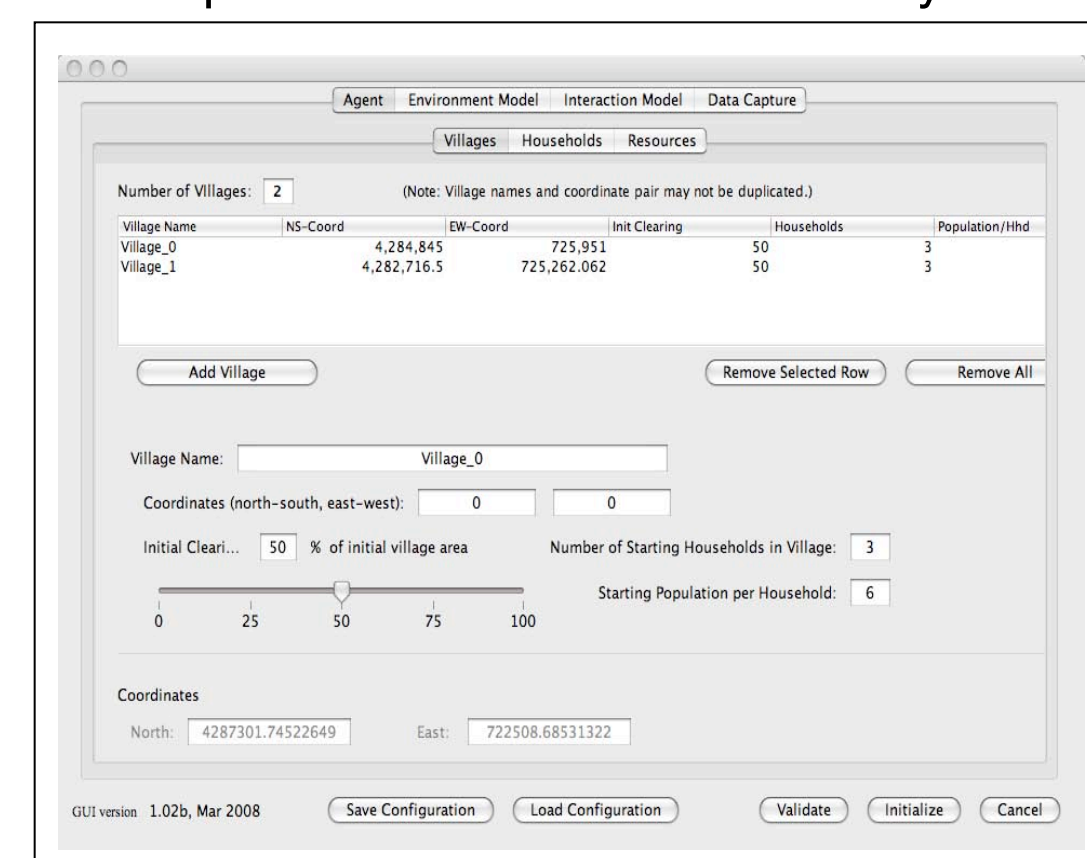 Agent Environment Model Interaction Model Data Capture
Villages Households Resources
Number of VIllages: 2 (Note: Village names and coordinate pair may not be duplicated.)
Village Name NS-Coord EW-Coord Init Clearing Households Population/Hhd
Village_0 4,284,845 725,951 50 3
Village_1 4,282,716.5 725,262.062 50 3
Add Village Remove Selected Row Remove All
Village Name: Village_0
Coordinates (north-south, east-west): 0 0
Initial Cleari... 50 % of initial village area Number of Starting Households in Village: 3
Starting Population per Household: 6
0 25 50 75 100
Coordinates
North: 4287301.74522649 East: 722508.68531322
GUI version 1.02b, Mar 2008 Save Configuration Load Configuration Validate Initialize Cancel